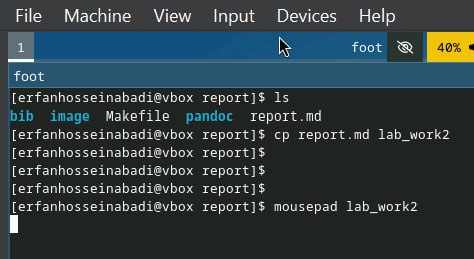 File Machine View Input Devices Help
1 foot 40%
foot
[erfanhosseinabadi@vbox report]$ ls
bib image Makefile pandoc report.md
[erfanhosseinabadi@vbox report]$ cp report.md lab_work2
[erfanhosseinabadi@vbox report]$
[erfanhosseinabadi@vbox report]$
[erfanhosseinabadi@vbox report]$
[erfanhosseinabadi@vbox report]$ mousepad lab_work2